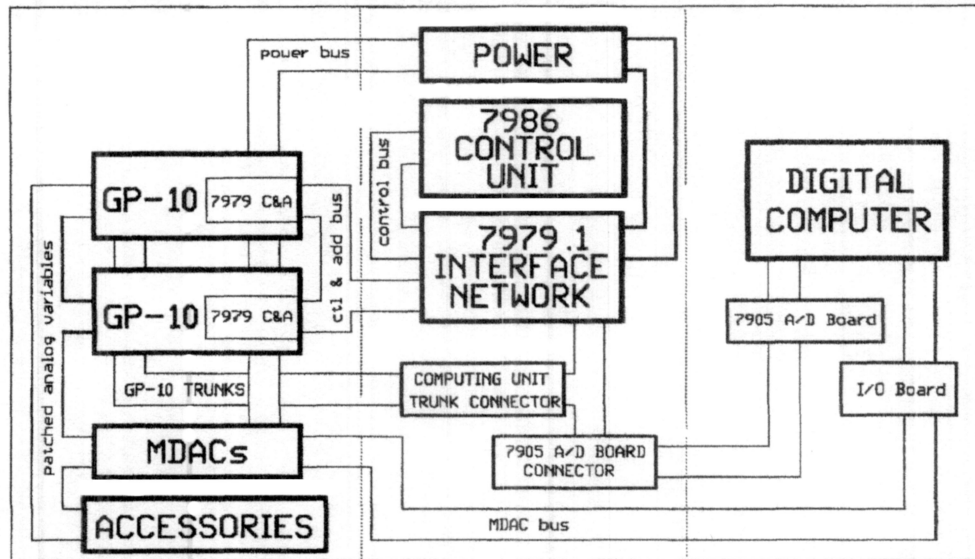 power bus
POWER
7986
CONTROL
UNIT
control bus
GP-10
7979 C&A
DIGITAL
COMPUTER
7979.1
INTERFACE
NETWORK
ctl & add bus
patched analog variables
GP-10
7979 C&A
7905 A/D Board
GP-10 TRUNKS
COMPUTING UNIT
TRUNK CONNECTOR
I/O Board
MDACs
7905 A/D BOARD
CONNECTOR
ACCESSORIES
MDAC bus